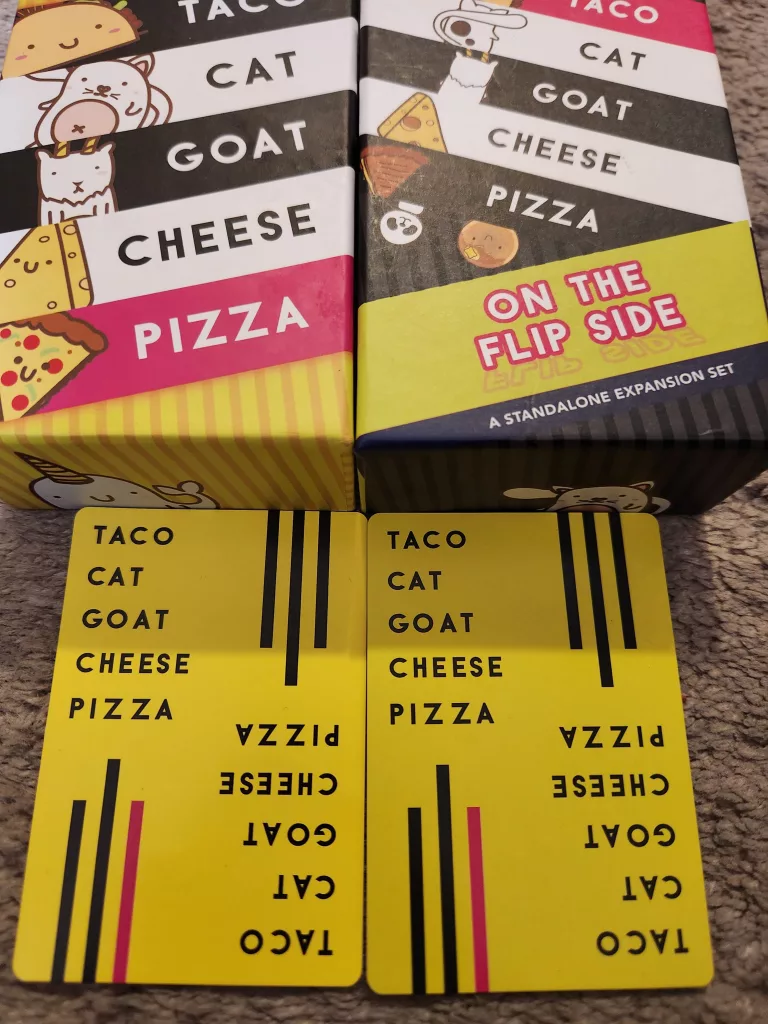 TACO
CAT
GOAT
CHEESE
PIZZA
TACO
CAT
GOAT
CHEESE
PIZZA
ON THE
FLIP SIDE
A STANDALONE EXPANSION SET
TACO
CAT
GOAT
CHEESE
PIZZA
PIZZA
CHEESE
GOAT
CAT
TACO
TACO
CAT
GOAT
CHEESE
PIZZA
PIZZA
CHEESE
GOAT
CAT
TACO